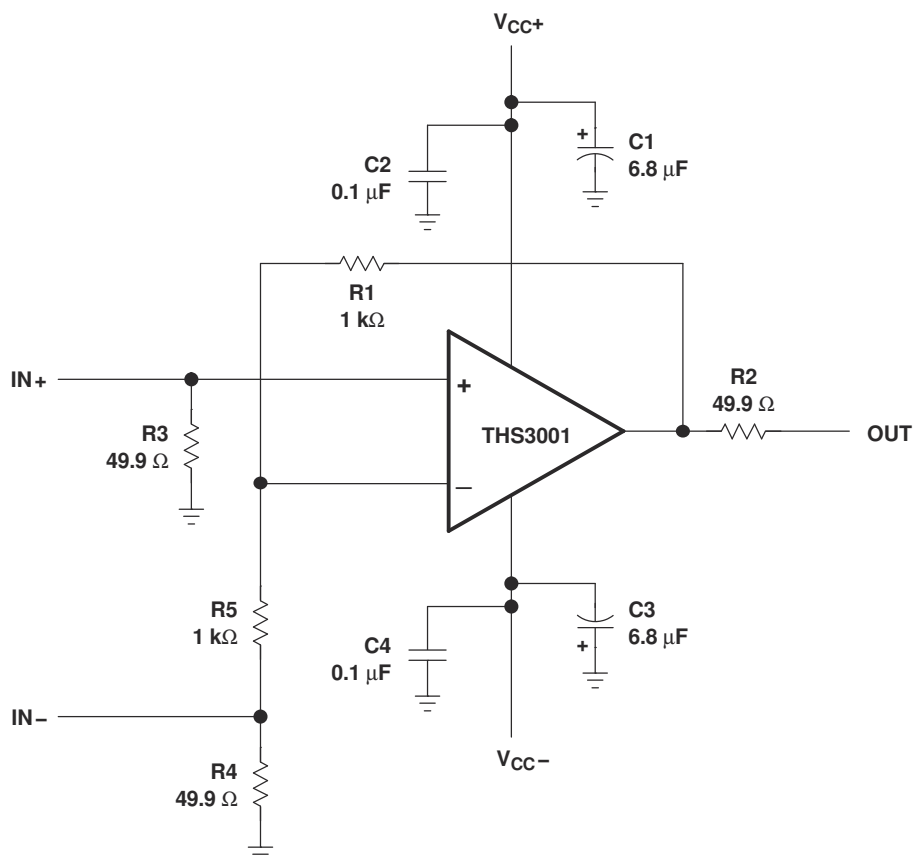 VCC+
C1
6.8 μF
+
C2
0.1 μF
R1
1 kΩ
IN+
+
R2
49.9 Ω
THS3001
OUT
R3
49.9 Ω
−
R5
1 kΩ
C3
6.8 μF
+
C4
0.1 μF
IN−
VCC−
R4
49.9 Ω